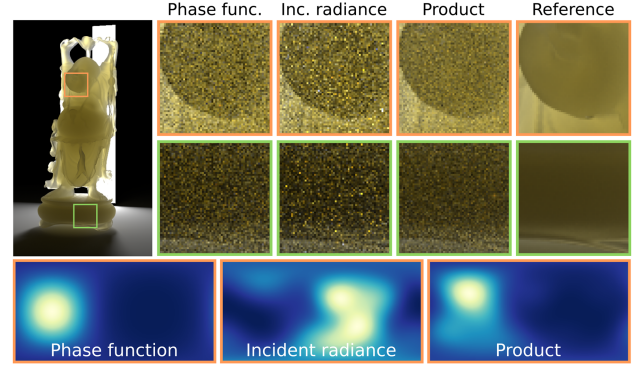 Phase func. Inc. radiance Product Reference
Phase function Incident radiance Product